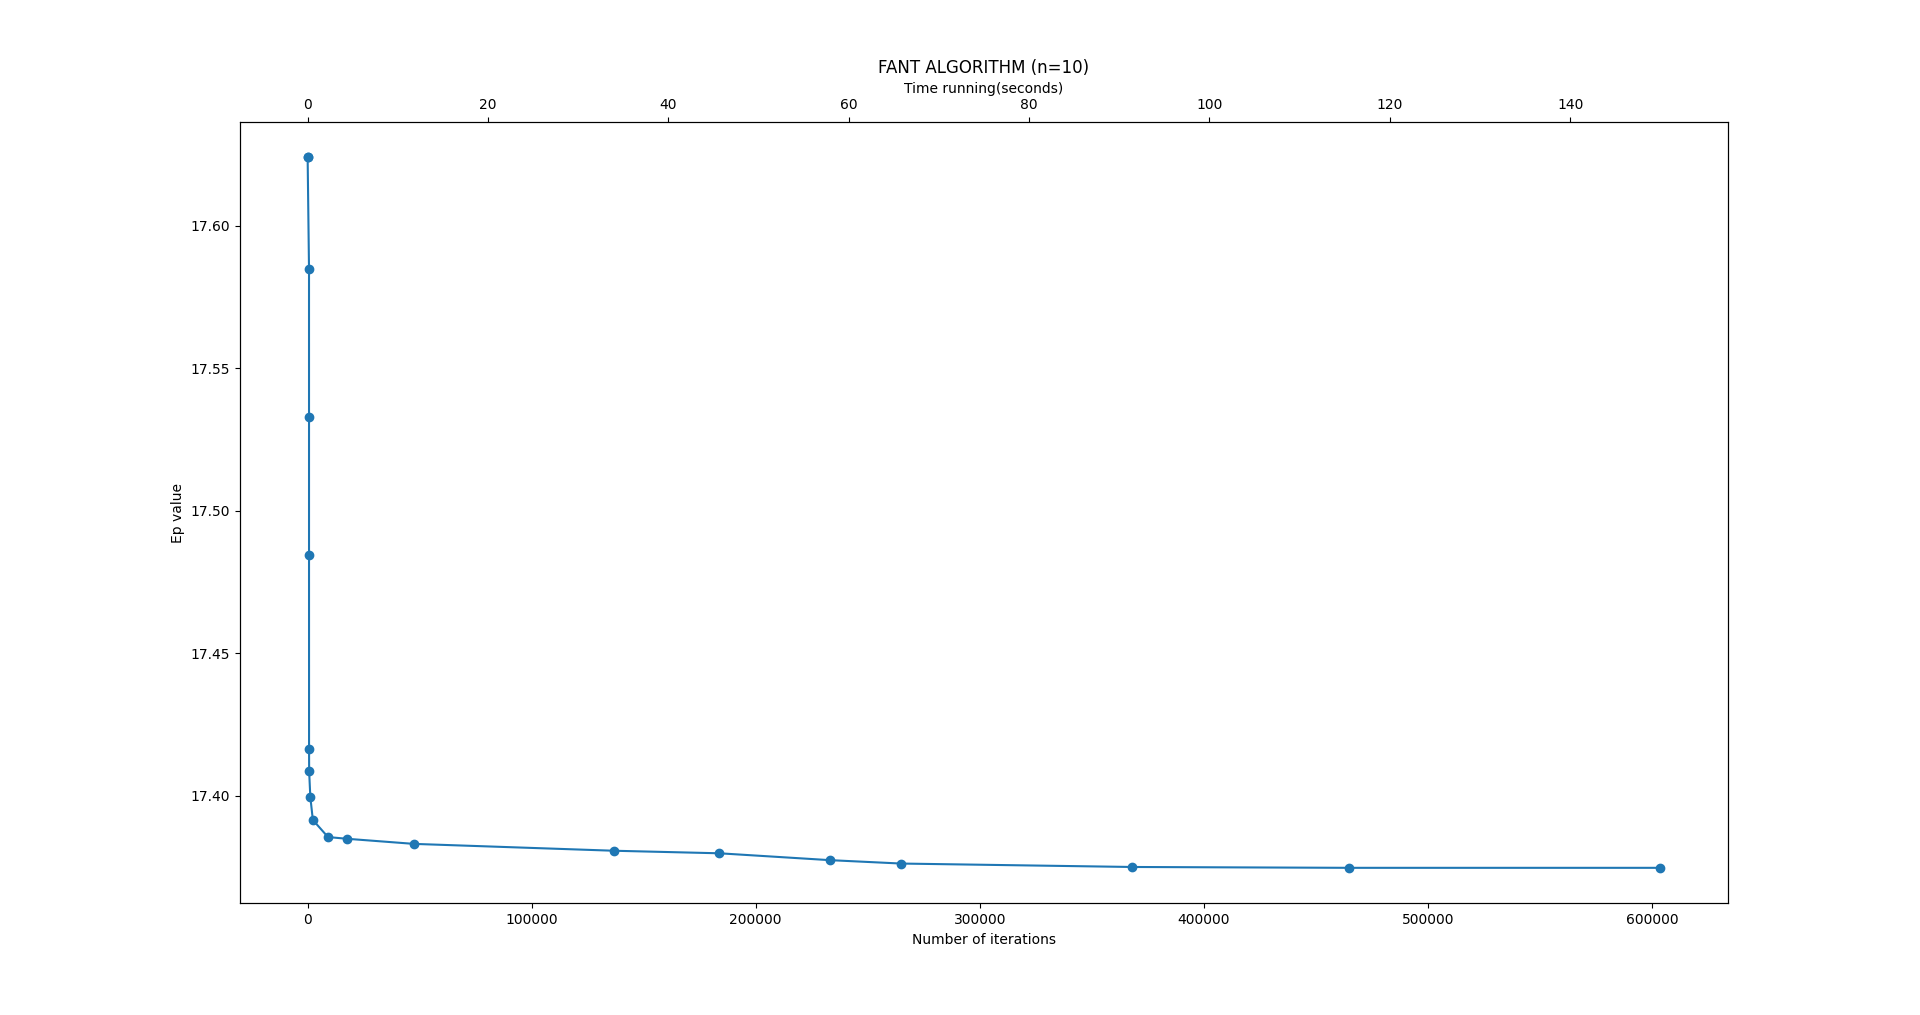 FANT ALGORITHM (n=10)
Time running(seconds)
0 20 40 60 80 100 120 140
17.60
17.55
17.50
17.45
17.40
Ep value
0 100000 200000 300000 400000 500000 600000
Number of iterations